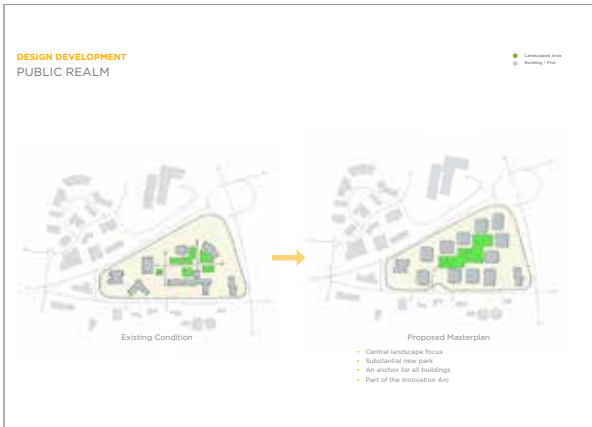 DESIGN DEVELOPMENT
PUBLIC REALM
Landscaped Area
Building / Plot
Existing Condition
Proposed Masterplan
• Central landscape focus
• Substantial new park
• An anchor for all buildings
• Part of the Innovation Arc